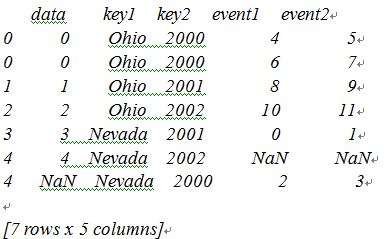 data key1 key2 event1 event2
0 0 Ohio 2000 4 5
0 0 Ohio 2000 6 7
1 1 Ohio 2001 8 9
2 2 Ohio 2002 10 11
3 3 Nevada 2001 0 1
4 4 Nevada 2002 NaN NaN
4 NaN Nevada 2000 2 3
[7 rows x 5 columns]